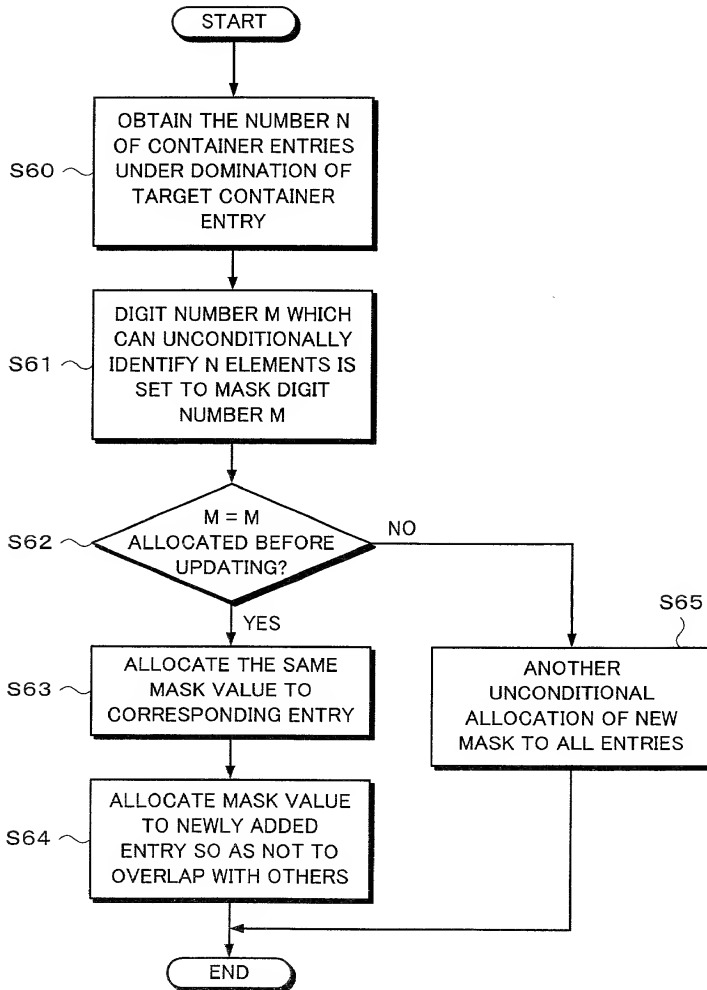 START
S60
OBTAIN THE NUMBER N
OF CONTAINER ENTRIES
UNDER DOMINATION OF
TARGET CONTAINER
ENTRY
S61
DIGIT NUMBER M WHICH
CAN UNCONDITIONALLY
IDENTIFY N ELEMENTS IS
SET TO MASK DIGIT
NUMBER M
S62
M = M
ALLOCATED BEFORE
UPDATING?
NO
YES
S63
ALLOCATE THE SAME
MASK VALUE TO
CORRESPONDING ENTRY
S65
ANOTHER
UNCONDITIONAL
ALLOCATION OF NEW
MASK TO ALL ENTRIES
S64
ALLOCATE MASK VALUE
TO NEWLY ADDED
ENTRY SO AS NOT TO
OVERLAP WITH OTHERS
END